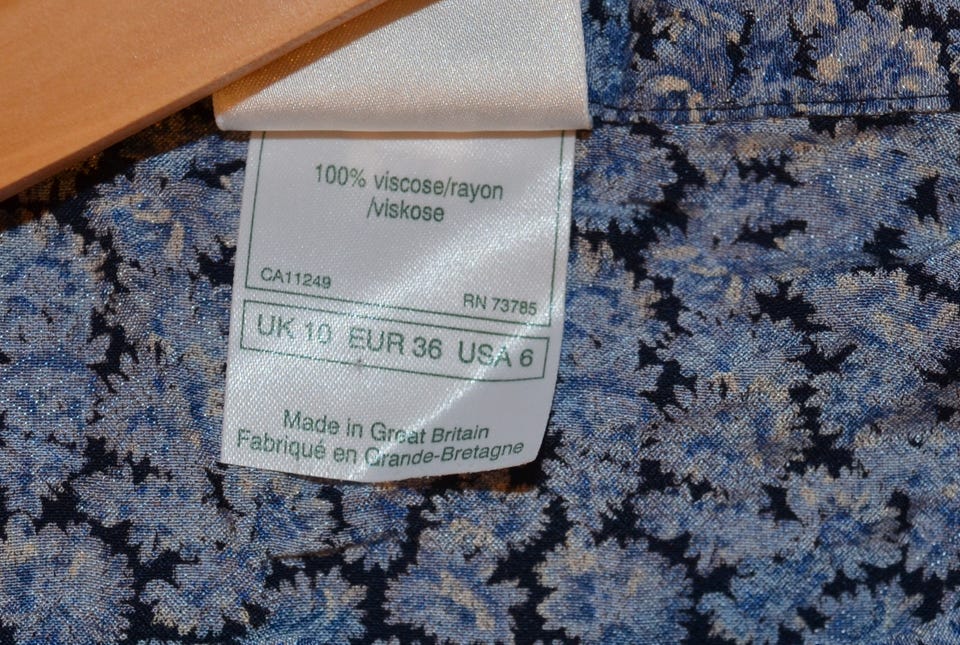 100% viscose/rayon
/viskose
CA11249
RN 73785
UK 10 EUR 36 USA 6
Made in Great Britain
Fabriqué en Grande-Bretagne